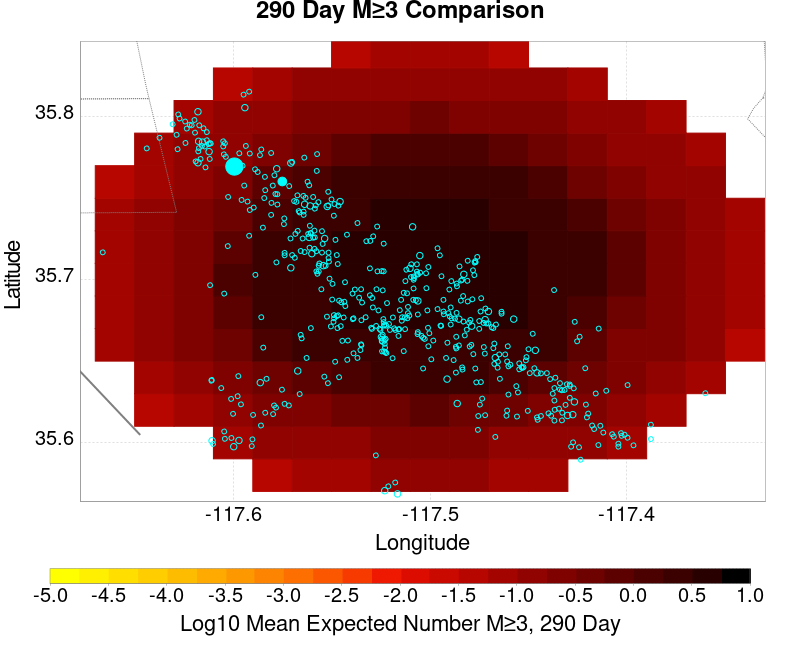 290 Day M≥3 Comparison
35.8
35.7
35.6
Latitude
-117.6 -117.5 -117.4
Longitude
-5.0 -4.5 -4.0 -3.5 -3.0 -2.5 -2.0 -1.5 -1.0 -0.5 0.0 0.5 1.0
Log10 Mean Expected Number M≥3, 290 Day